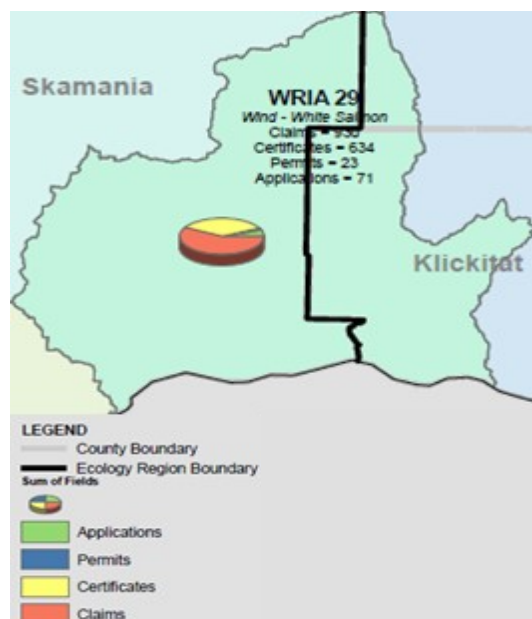 Skamania
WRIA 29
Wind - White Salmon
Claims =
Certificates = 634
Permits = 23
Applications = 71
Klickitat
LEGEND
County Boundary
Ecology Region Boundary
Sum of Fields
Applications
Permits
Certificates
Claims